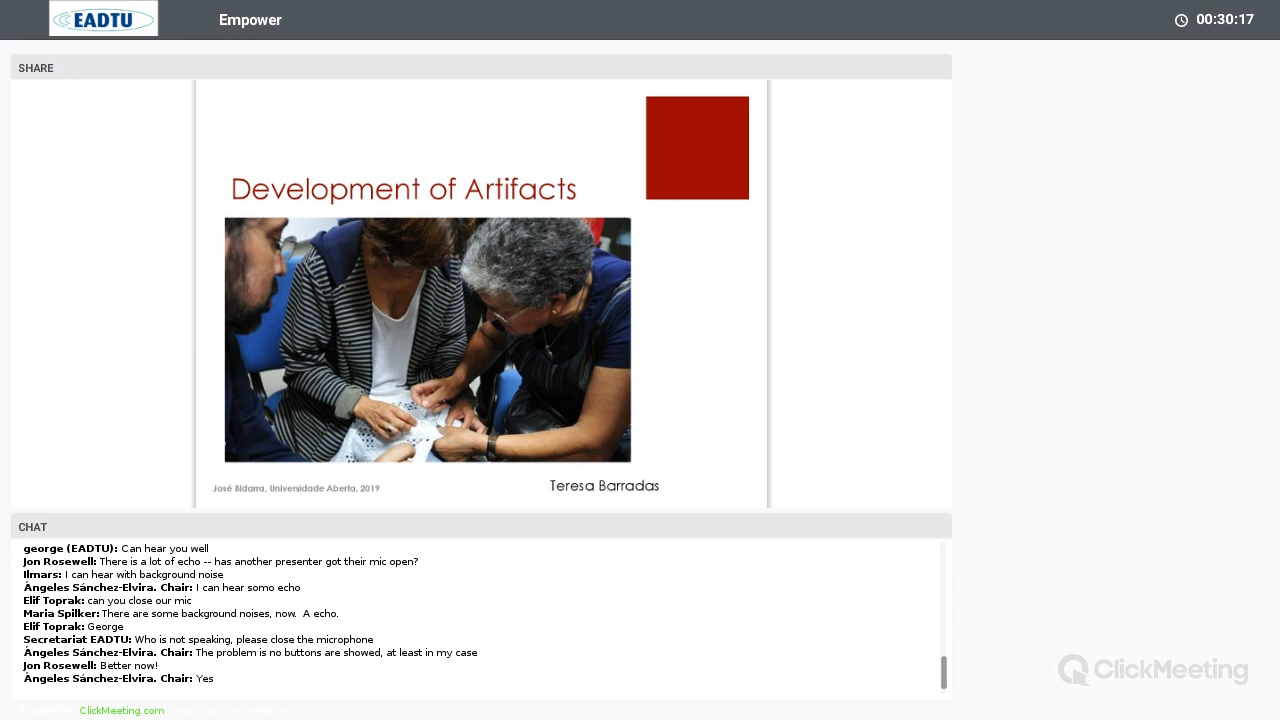 EADTU
Empower
00:30:17
SHARE
Development of Artifacts
José Bidarra, Universidade Aberta, 2019
Teresa Barradas
CHAT
george (EADTU): Can hear you well
Jon Rosewell: There is a lot of echo -- has another presenter got their mic open?
Ilmars: I can hear with background noise
Ángeles Sánchez-Elvira. Chair: I can hear somo echo
Elif Toprak: can you close our mic
Maria Spilker: There are some background noises, now.  A echo.
Elif Toprak: George
Secretariat EADTU: Who is not speaking, please close the microphone
Ángeles Sánchez-Elvira. Chair: The problem is no buttons are showed, at least in my case
Jon Rosewell: Better now!
Ángeles Sánchez-Elvira. Chair: Yes
ClickMeeting
ClickMeeting.com